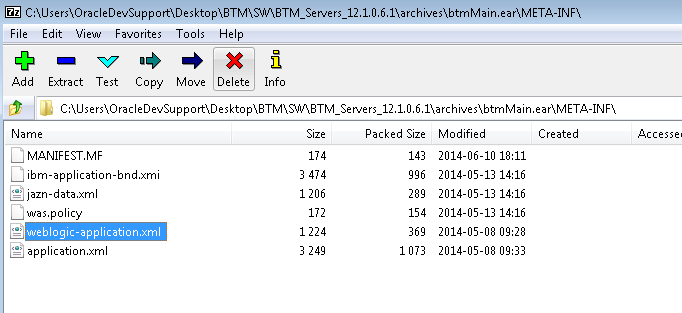 C:\Users\OracleDevSupport\Desktop\BTM\SW\BTM_Servers_12.1.0.6.1\archives\btmMain.ear\META-INF\
File Edit View Favorites Tools Help
Add Extract Test Copy Move Delete Info
C:\Users\OracleDevSupport\Desktop\BTM\SW\BTM_Servers_12.1.0.6.1\archives\btmMain.ear\META-INF\
Name Size Packed Size Modified Created Accessed
MANIFEST.MF 174 143 2014-06-10 18:11
ibm-application-bnd.xmi 3 474 996 2014-05-13 14:16
jazn-data.xml 1 206 289 2014-05-13 14:16
was.policy 172 154 2014-05-13 14:16
weblogic-application.xml 1 224 369 2014-05-08 09:28
application.xml 3 249 1 073 2014-05-08 09:33